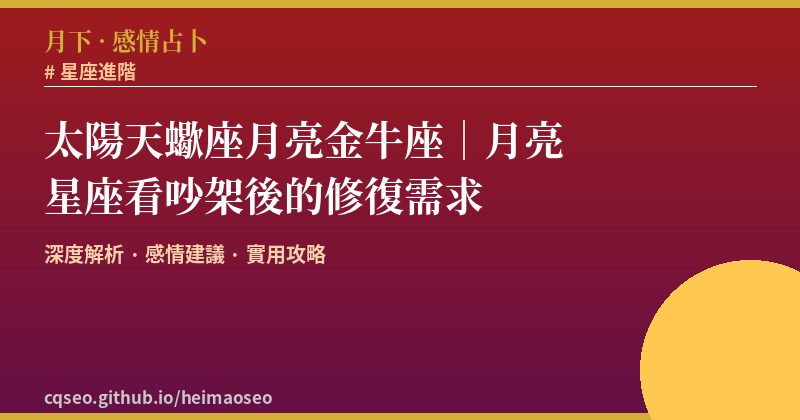 月下 · 感情占卜
# 星座進階
太陽天蠍座月亮金牛座｜月亮
星座看吵架後的修復需求
深度解析 · 感情建議 · 實用攻略
cqseo.github.io/heimaoseo